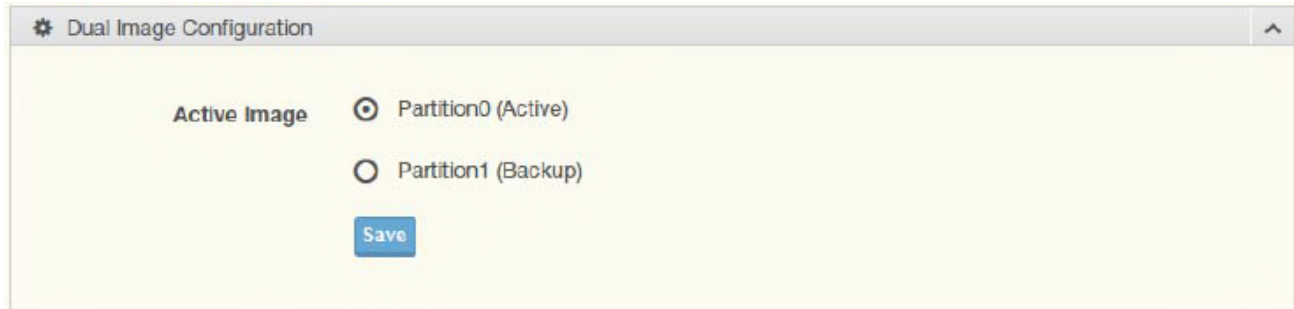 Dual Image Configuration
Active Image
Partition0 (Active)
Partition1 (Backup)
Save